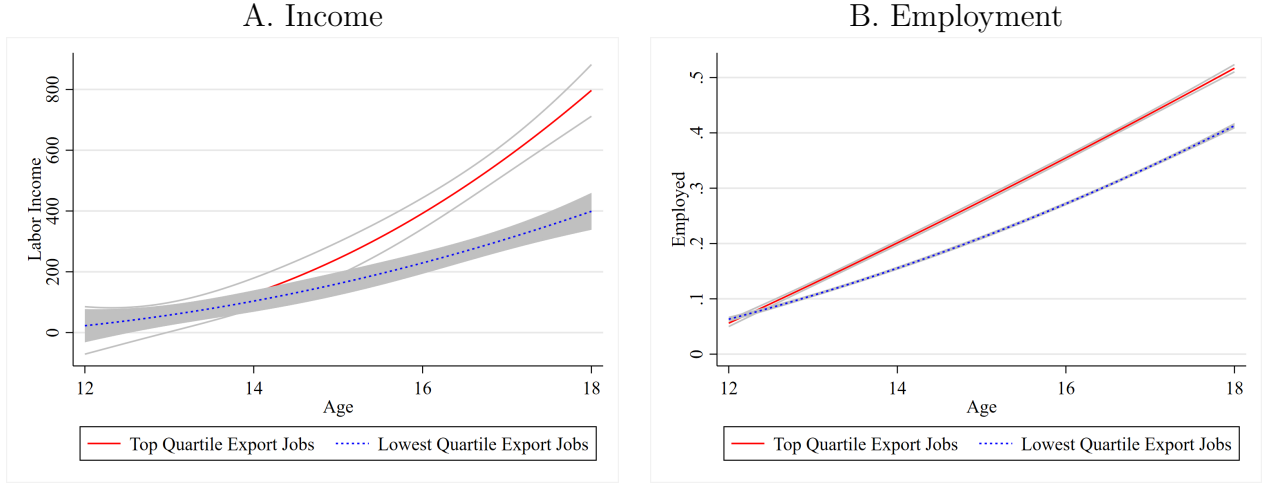 A. Income
B. Employment
Labor Income
800
600
400
200
0
12 14 16 18
Age
Top Quartile Export Jobs Lowest Quartile Export Jobs
Employed
.5
.4
.3
.2
.1
0
12 14 16 18
Age
Top Quartile Export Jobs Lowest Quartile Export Jobs